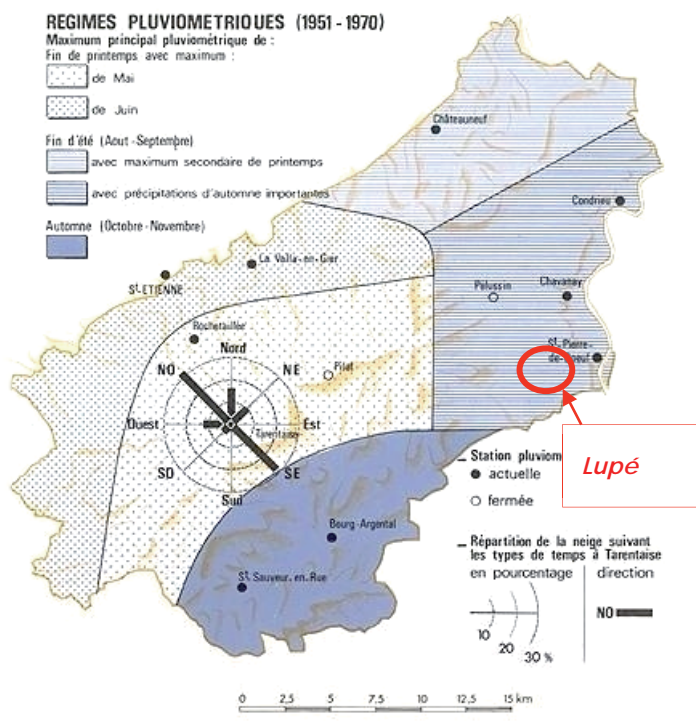 REGIMES PLUVIOMETRIQUES (1951-1970)
Maximum principal pluviométrique de :
Fin de printemps avec maximum :
de Mai
de Juin
Fin d'été (Aout-Septembre)
avec maximum secondaire de printemps
avec précipitations d'automne importantes
Automne (Octobre-Novembre)
Châteauneuf
Condrieu
La Valla-en-Gier
St-ETIENNE
Pelussin
Chavanay
Rochetaillée
St-Pierre-
de-Boeuf
Nord
NO
NE
Pilat
Ouest
Est
Tarentaise
SO
SE
Sud
Lupé
Station pluviom
actuelle
fermée
Bourg-Argental
St Sauveur-en-Rue
Répartition de la neige suivant
les types de temps à Tarentaise
en pourcentage
direction
NO
10
20
30 %
0 2,5 5 7,5 10 12,5 15 km